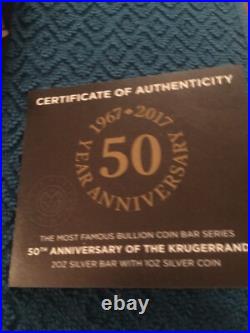 CERTIFICATE OF AUTHENTICITY
1967 • 2017
50
YEAR ANNIVERSARY
THE MOST FAMOUS BULLION COIN BAR SERIES
50TH ANNIVERSARY OF THE KRUGERRAND
2OZ SILVER BAR WITH 1OZ SILVER COIN